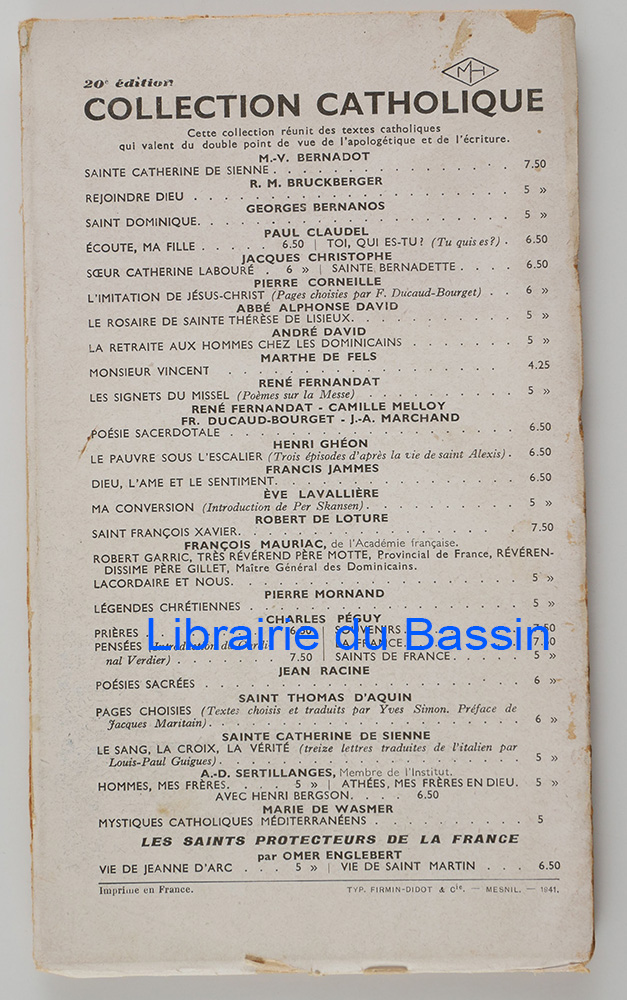 20e édition
MH
COLLECTION CATHOLIQUE
Cette collection réunit des textes catholiques
qui valent du double point de vue de l'apologétique et de l'écriture.
M.-V. BERNADOT
SAINTE CATHERINE DE SIENNE . . . . . . . . . . . . 7.50
R. M. BRUCKBERGER
REJOINDRE DIEU . . . . . . . . . . . . . . . . . . 5 »
GEORGES BERNANOS
SAINT DOMINIQUE. . . . . . . . . . . . . . . . . . 5 »
PAUL CLAUDEL
ÉCOUTE, MA FILLE . . . . . 6.50 | TOI, QUI ES-TU? (Tu quis es?) . 6.50
JACQUES CHRISTOPHE
SŒUR CATHERINE LABOURÉ . 6 » | SAINTE BERNADETTE . . . . 6.50
PIERRE CORNEILLE
L'IMITATION DE JÉSUS-CHRIST (Pages choisies par F. Ducaud-Bourget) . . 6 »
ABBÉ ALPHONSE DAVID
LE ROSAIRE DE SAINTE THÉRÈSE DE LISIEUX. . . . . . . . . 5 »
ANDRÉ DAVID
LA RETRAITE AUX HOMMES CHEZ LES DOMINICAINS . . . . . . 5 »
MARTHE DE FELS
MONSIEUR VINCENT . . . . . . . . . . . . . . . . 4.25
RENÉ FERNANDAT
LES SIGNETS DU MISSEL (Poèmes sur la Messe) . . . . . . . . 5 »
RENÉ FERNANDAT - CAMILLE MELLOY
FR. DUCAUD-BOURGET - J.-A. MARCHAND
POÉSIE SACERDOTALE . . . . . . . . . . . . . . . 6.50
HENRI GHÉON
LE PAUVRE SOUS L'ESCALIER (Trois épisodes d'après la vie de saint Alexis) . 6.50
FRANCIS JAMMES
DIEU, L'AME ET LE SENTIMENT. . . . . . . . . . . . . 6.50
ÈVE LAVALLIÈRE
MA CONVERSION (Introduction de Per Skansen) . . . . . . . . 5 »
ROBERT DE LOTURE
SAINT FRANÇOIS XAVIER. . . . . . . . . . . . . . . 7.50
FRANÇOIS MAURIAC, de l'Académie française.
ROBERT GARRIC, TRÈS RÉVÉREND PÈRE MOTTE, Provincial de France, RÉVÉREN-
DISSIME PÈRE GILLET, Maître Général des Dominicains.
LACORDAIRE ET NOUS. . . . . . . . . . . . . . . . 5 »
PIERRE MORNAND
LÉGENDES CHRÉTIENNES . . . . . . . . . . . . . . . 5 »
CHARLES PÉGUY
PRIÈRES . . . . . . . . 6.50 | SOUVENIRS . . . . . . . 7.50
PENSÉES (Introduction du Cardi- | LA FRANCE. . . . . . . 7.50
nal Verdier) . . . . . . . 7.50 | SAINTS DE FRANCE. . . . . 5 »
Librairie du Bassin
JEAN RACINE
POÉSIES SACRÉES . . . . . . . . . . . . . . . . . 6 »
SAINT THOMAS D'AQUIN
PAGES CHOISIES (Textes choisis et traduits par Yves Simon. Préface de
Jacques Maritain) . . . . . . . . . . . . . . . . 6 »
SAINTE CATHERINE DE SIENNE
LE SANG, LA CROIX, LA VÉRITÉ (treize lettres traduites de l'italien par
Louis-Paul Guigues) . . . . . . . . . . . . . . . 5 »
A.-D. SERTILLANGES, Membre de l'Institut.
HOMMES, MES FRÈRES. . . . 5 » | ATHÉES, MES FRÈRES EN DIEU. 5 »
AVEC HENRI BERGSON. . . . 6.50
MARIE DE WASMER
MYSTIQUES CATHOLIQUES MÉDITERRANÉENS . . . . . . . . 5
LES SAINTS PROTECTEURS DE LA FRANCE
par OMER ENGLEBERT
VIE DE JEANNE D'ARC . . . 5 » | VIE DE SAINT MARTIN . . . 6.50
Imprimé en France. TYP. FIRMIN-DIDOT & Cie. — MESNIL. — 1941.